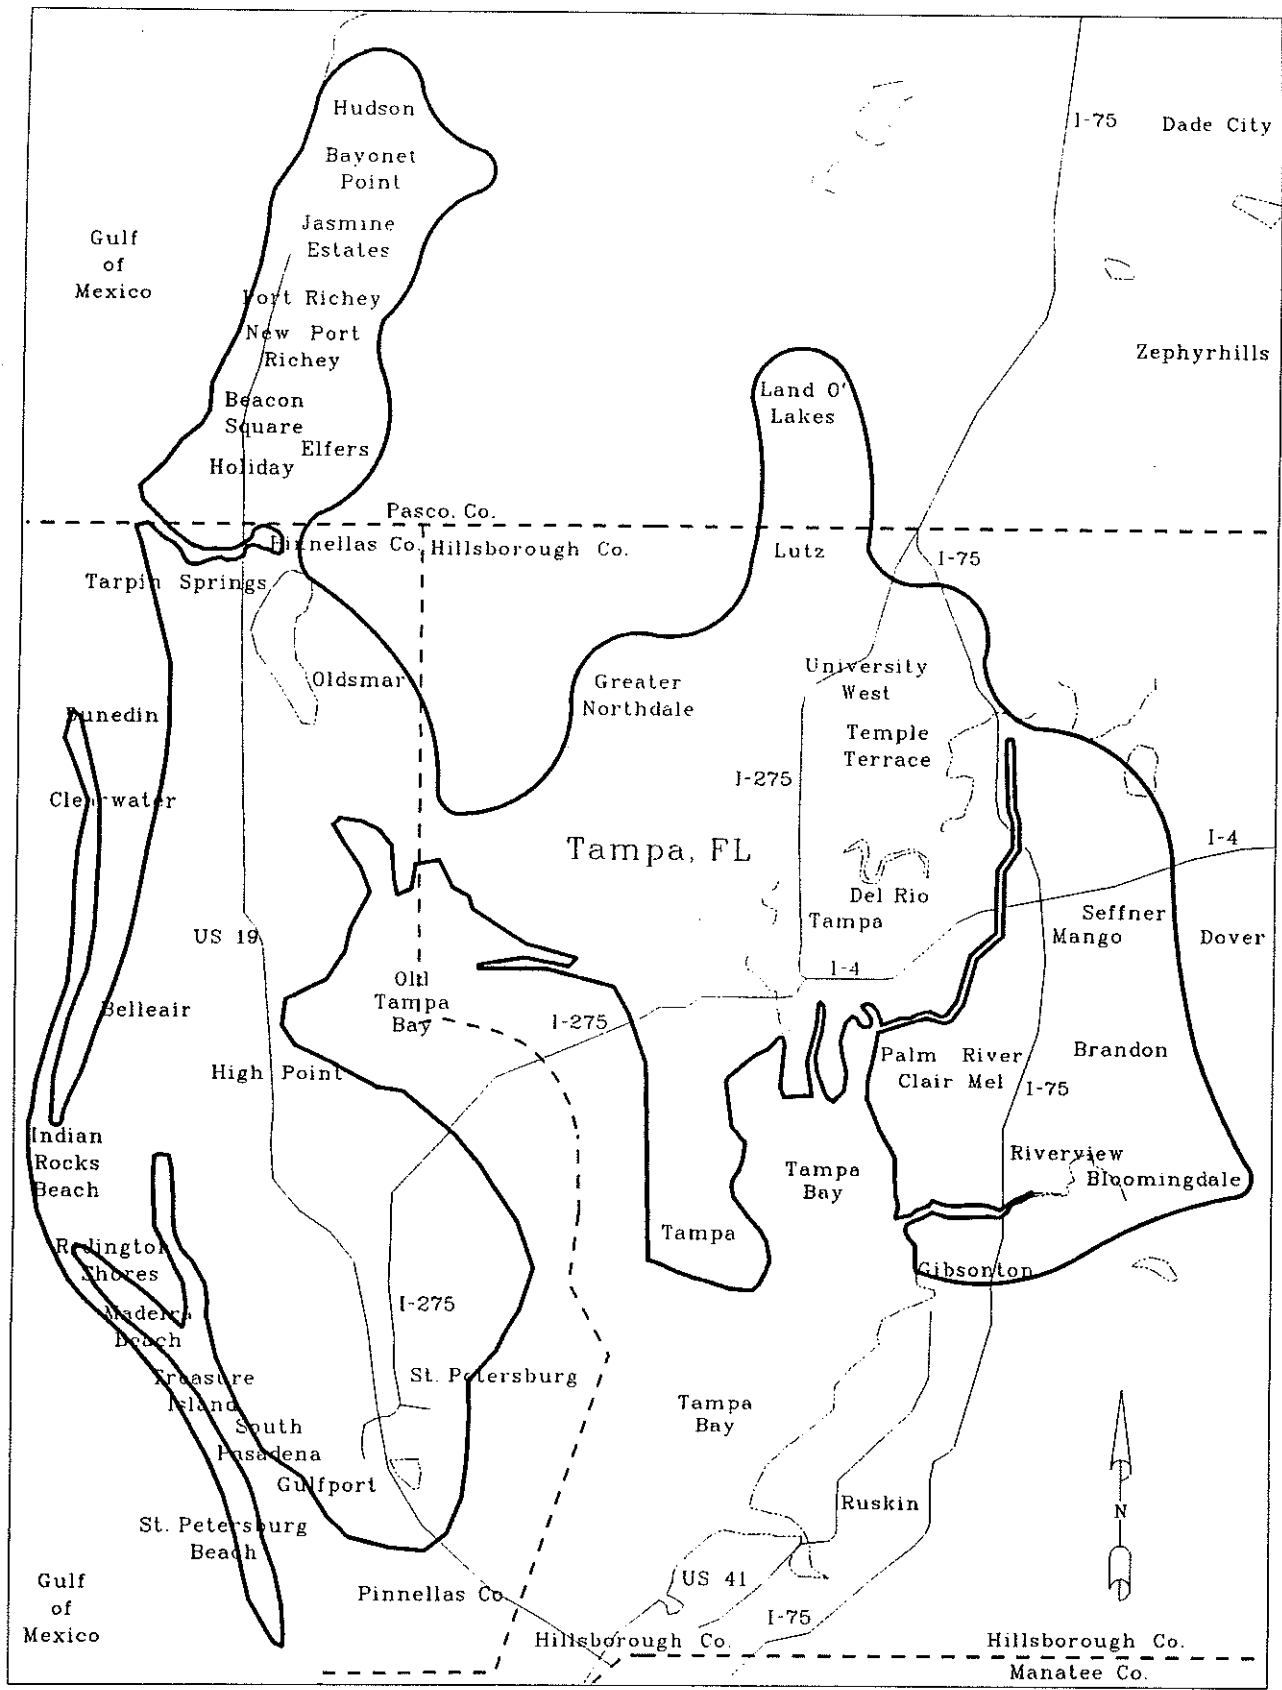 Hudson
I-75
Dade City
Bayonet
Point
Jasmine
Estates
Gulf
of
Mexico
Port Richey
New Port
Richey
Zephyrhills
Land O'
Lakes
Beacon
Square
Elfers
Holiday
Pasco. Co.
Pinnellas Co.
Hillsborough Co.
Lutz
I-75
Tarpin Springs
University
West
Oldsmar
Greater
Northdale
Dunedin
Temple
Terrace
I-275
Clearwater
Tampa, FL
I-4
Del Rio
Tampa
Seffner
Mango
Dover
US 19
I-4
Old
Tampa
Bay
Belleair
I-275
Palm River
Clair Mel
Brandon
High Point
I-75
Indian
Rocks
Beach
Riverview
Bloomingdale
Tampa
Bay
Tampa
Redington
Shores
Gibsonton
Madeira
Beach
I-275
Treasure
Island
St. Petersburg
Tampa
Bay
South
Pasadena
Gulfport
Ruskin
N
St. Petersburg
Beach
US 41
Gulf
of
Mexico
Pinnellas Co.
I-75
Hillsborough Co.
Hillsborough Co.
Manatee Co.